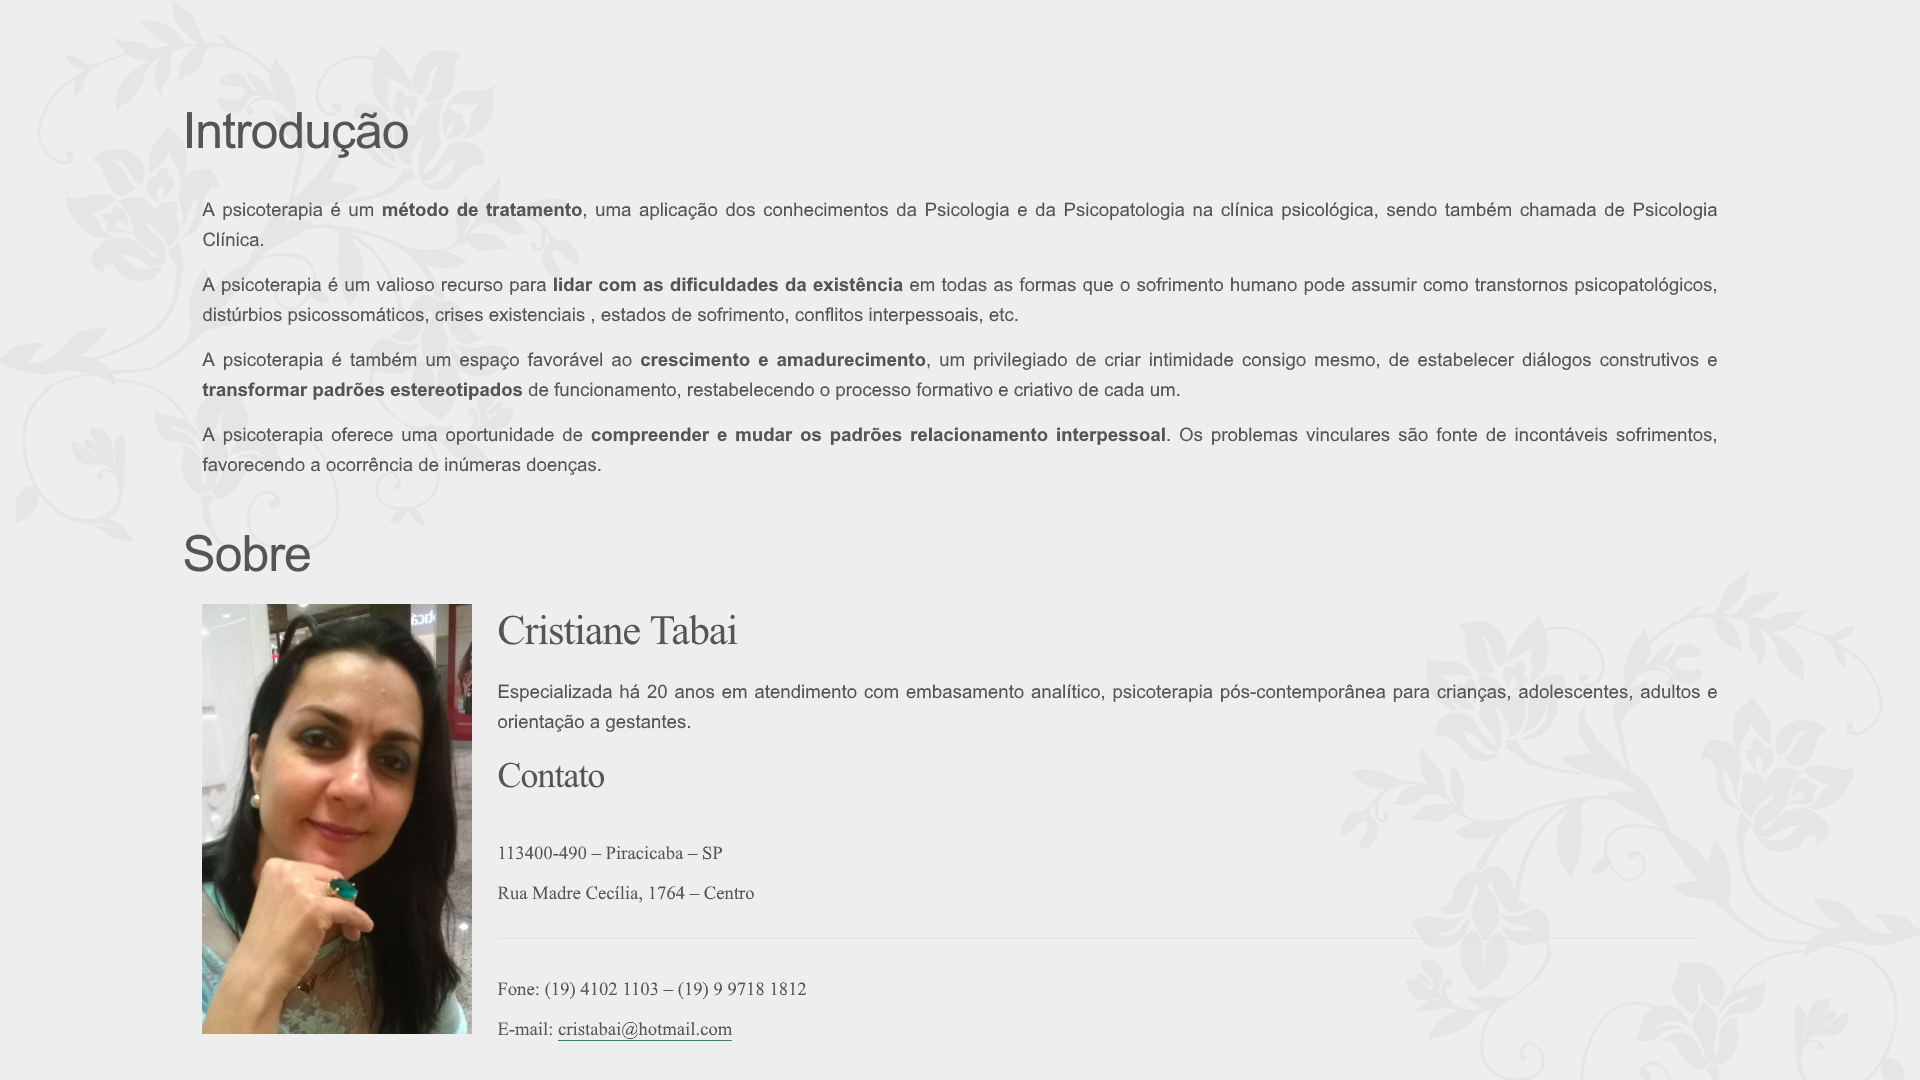 Introdução
A psicoterapia é um método de tratamento, uma aplicação dos conhecimentos da Psicologia e da Psicopatologia na clínica psicológica, sendo também chamada de Psicologia
Clínica.
A psicoterapia é um valioso recurso para lidar com as dificuldades da existência em todas as formas que o sofrimento humano pode assumir como transtornos psicopatológicos,
distúrbios psicossomáticos, crises existenciais , estados de sofrimento, conflitos interpessoais, etc.
A psicoterapia é também um espaço favorável ao crescimento e amadurecimento, um privilegiado de criar intimidade consigo mesmo, de estabelecer diálogos construtivos e
transformar padrões estereotipados de funcionamento, restabelecendo o processo formativo e criativo de cada um.
A psicoterapia oferece uma oportunidade de compreender e mudar os padrões relacionamento interpessoal. Os problemas vinculares são fonte de incontáveis sofrimentos,
favorecendo a ocorrência de inúmeras doenças.
Sobre
Cristiane Tabai
Especializada há 20 anos em atendimento com embasamento analítico, psicoterapia pós-contemporânea para crianças, adolescentes, adultos e
orientação a gestantes.
Contato
113400-490 – Piracicaba – SP
Rua Madre Cecília, 1764 – Centro
Fone: (19) 4102 1103 – (19) 9 9718 1812
E-mail: cristabai@hotmail.com